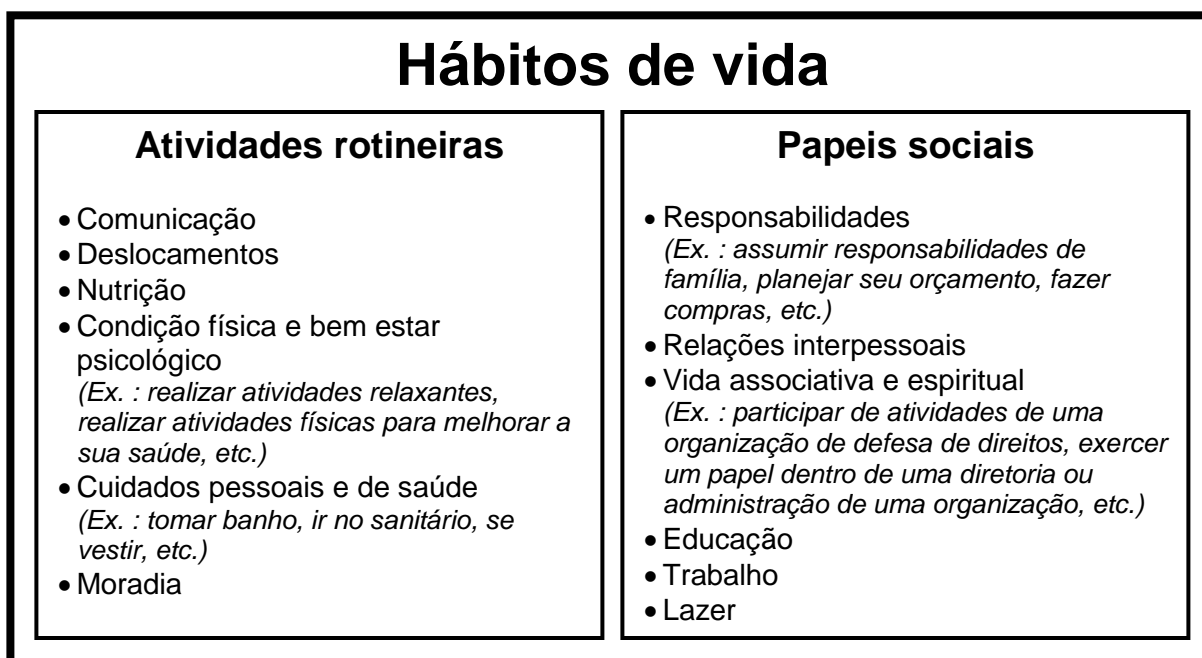 Hábitos de vida
Atividades rotineiras
• Comunicação
• Deslocamentos
• Nutrição
• Condição física e bem estar
psicológico
(Ex. : realizar atividades relaxantes,
realizar atividades físicas para melhorar a
sua saúde, etc.)
• Cuidados pessoais e de saúde
(Ex. : tomar banho, ir no sanitário, se
vestir, etc.)
• Moradia
Papeis sociais
• Responsabilidades
(Ex. : assumir responsabilidades de
família, planejar seu orçamento, fazer
compras, etc.)
• Relações interpessoais
• Vida associativa e espiritual
(Ex. : participar de atividades de uma
organização de defesa de direitos, exercer
um papel dentro de uma diretoria ou
administração de uma organização, etc.)
• Educação
• Trabalho
• Lazer